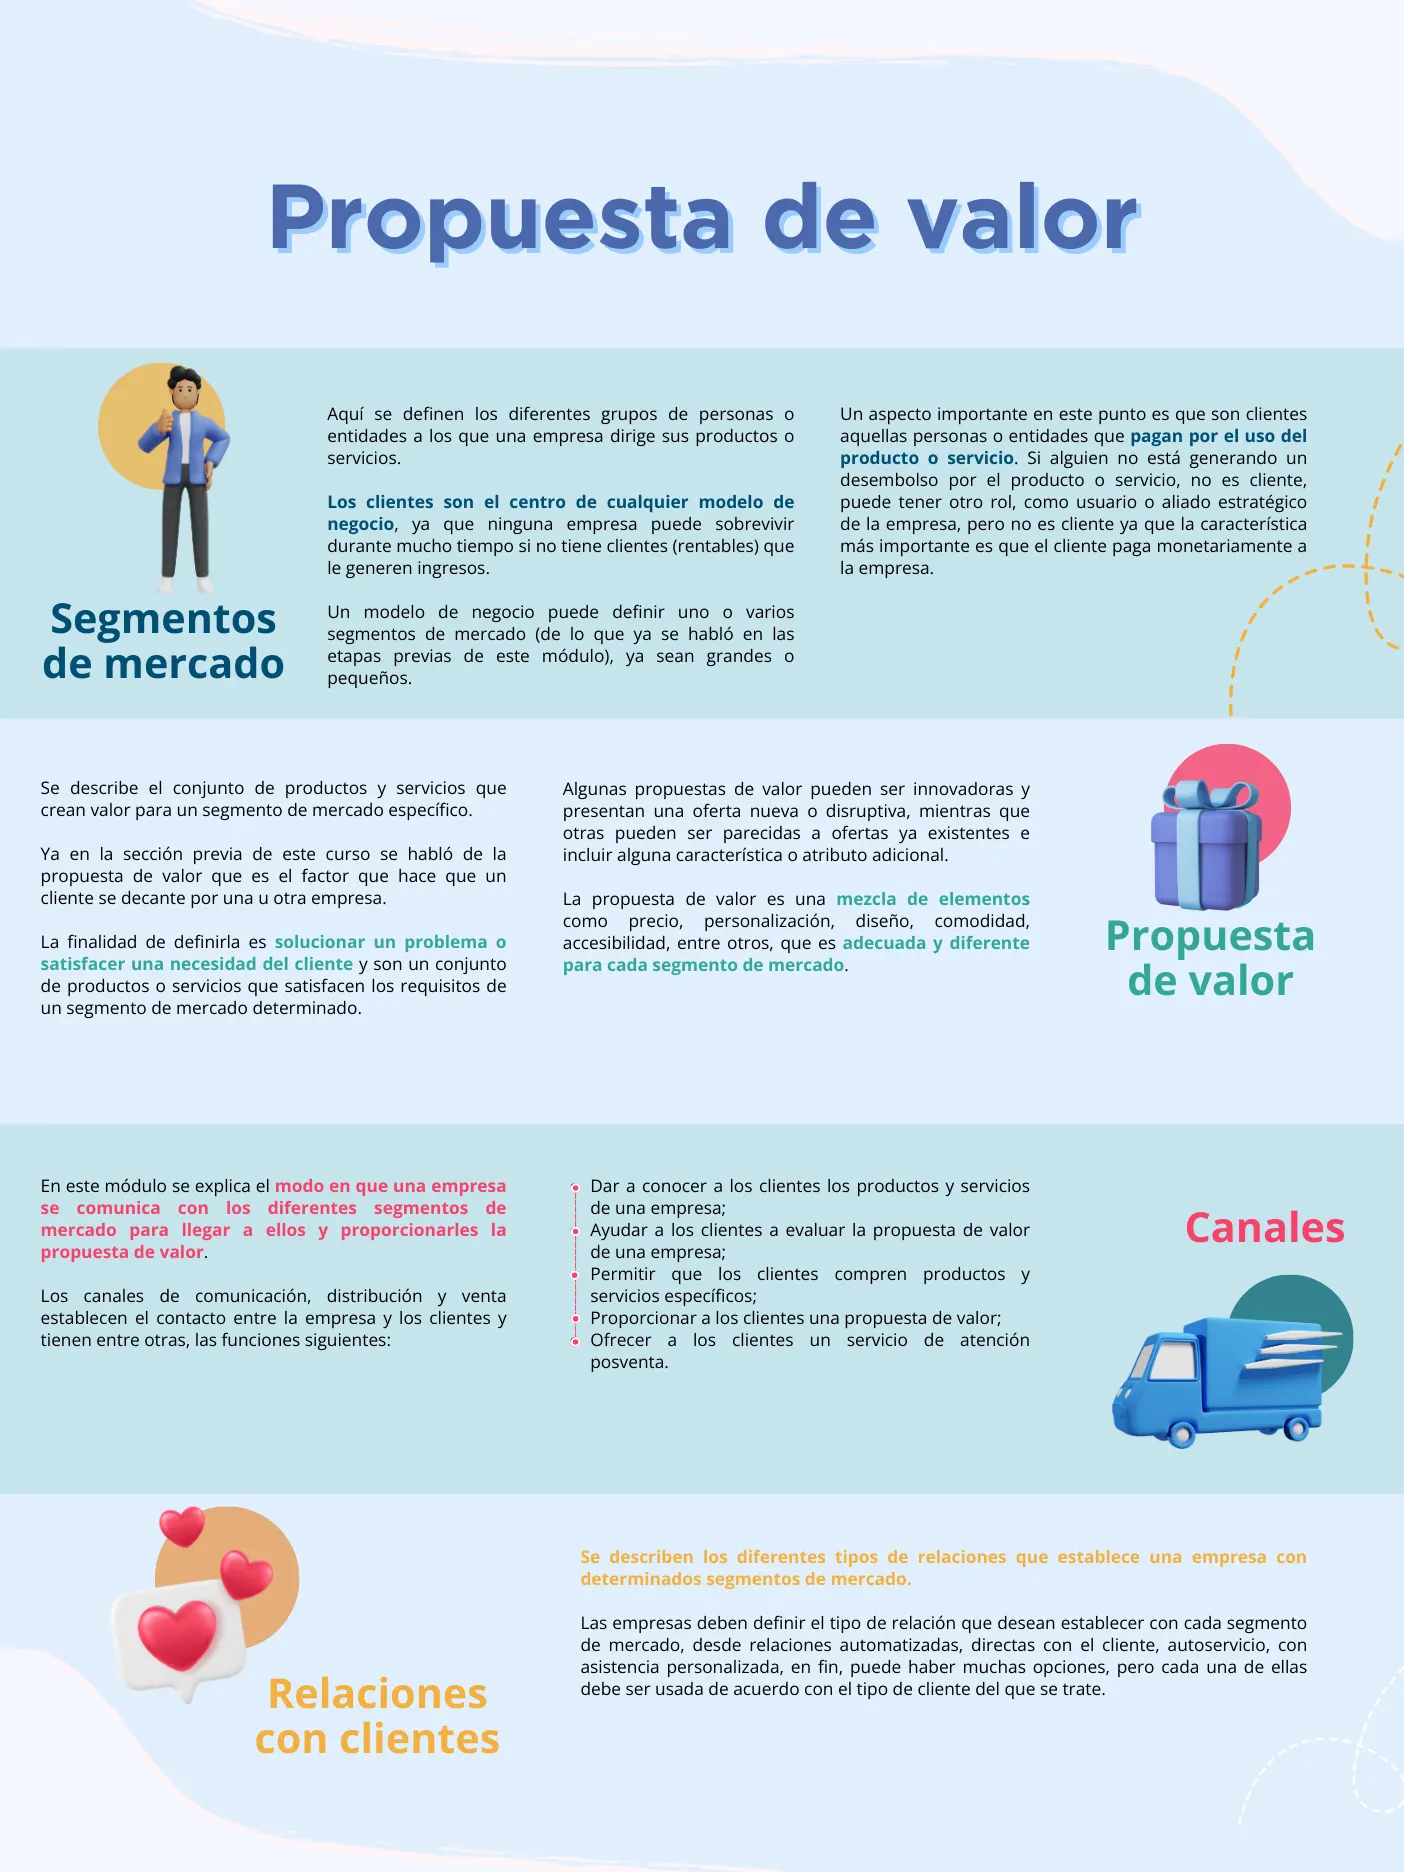 Propuesta de valor
Segmentos
de mercado
Aquí se definen los diferentes grupos de personas o
entidades a los que una empresa dirige sus productos o
servicios.
Los clientes son el centro de cualquier modelo de
negocio, ya que ninguna empresa puede sobrevivir
durante mucho tiempo si no tiene clientes (rentables) que
le generen ingresos.
Un modelo de negocio puede definir uno o varios
segmentos de mercado (de lo que ya se habló en las
etapas previas de este módulo), ya sean grandes o
pequeños.
Un aspecto importante en este punto es que son clientes
aquellas personas o entidades que pagan por el uso del
producto o servicio. Si alguien no está generando un
desembolso por el producto o servicio, no es cliente,
puede tener otro rol, como usuario o aliado estratégico
de la empresa, pero no es cliente ya que la característica
más importante es que el cliente paga monetariamente a
la empresa.
Se describe el conjunto de productos y servicios que
crean valor para un segmento de mercado específico.
Ya en la sección previa de este curso se habló de la
propuesta de valor que es el factor que hace que un
cliente se decante por una u otra empresa.
La finalidad de definirla es solucionar un problema o
satisfacer una necesidad del cliente y son un conjunto
de productos o servicios que satisfacen los requisitos de
un segmento de mercado determinado.
Algunas propuestas de valor pueden ser innovadoras y
presentan una oferta nueva o disruptiva, mientras que
otras pueden ser parecidas a ofertas ya existentes e
incluir alguna característica o atributo adicional.
La propuesta de valor es una mezcla de elementos
como precio, personalización, diseño, comodidad,
accesibilidad, entre otros, que es adecuada y diferente
para cada segmento de mercado.
Propuesta
de valor
En este módulo se explica el modo en que una empresa
se comunica con los diferentes segmentos de
mercado para llegar a ellos y proporcionarles la
propuesta de valor.
Los canales de comunicación, distribución y venta
establecen el contacto entre la empresa y los clientes y
tienen entre otras, las funciones siguientes:
Dar a conocer a los clientes los productos y servicios
de una empresa;
Ayudar a los clientes a evaluar la propuesta de valor
de una empresa;
Permitir que los clientes compren productos y
servicios específicos;
Proporcionar a los clientes una propuesta de valor;
Ofrecer a los clientes un servicio de atención
posventa.
Canales
Relaciones
con clientes
Se describen los diferentes tipos de relaciones que establece una empresa con
determinados segmentos de mercado.
Las empresas deben definir el tipo de relación que desean establecer con cada segmento
de mercado, desde relaciones automatizadas, directas con el cliente, autoservicio, con
asistencia personalizada, en fin, puede haber muchas opciones, pero cada una de ellas
debe ser usada de acuerdo con el tipo de cliente del que se trate.